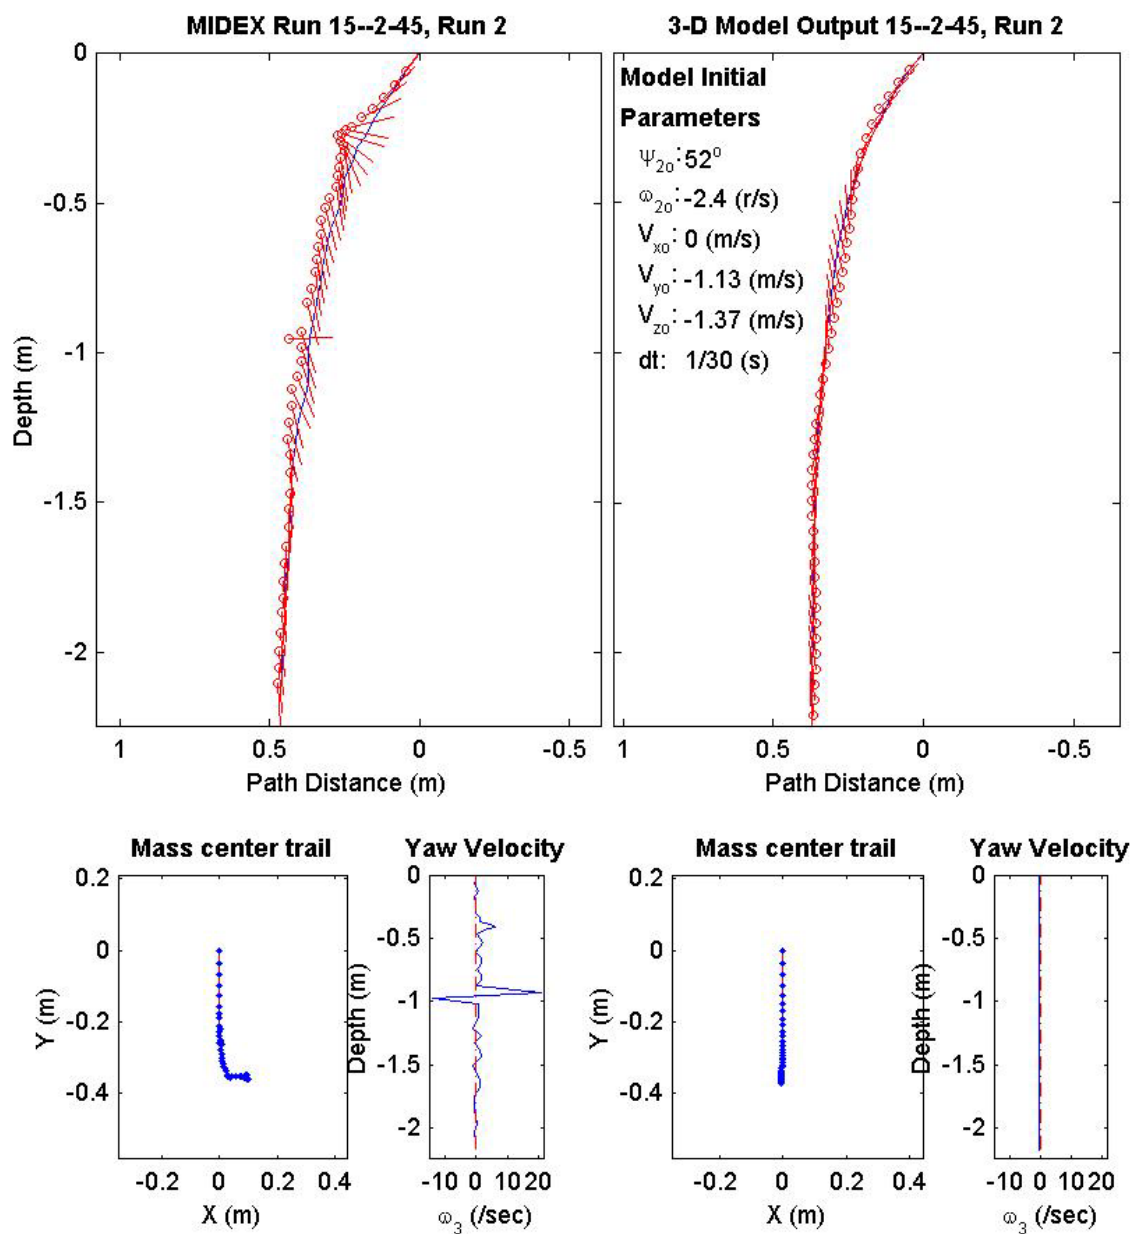 MIDEX Run 15--2-45, Run 2
0
-0.5
-1
-1.5
-2
Depth (m)
1 0.5 0 -0.5
Path Distance (m)
3-D Model Output 15--2-45, Run 2
Model Initial
Parameters
Ψ2o: 52o
ω2o: -2.4 (r/s)
Vxo: 0 (m/s)
Vyo: -1.13 (m/s)
Vzo: -1.37 (m/s)
dt: 1/30 (s)
1 0.5 0 -0.5
Path Distance (m)
Mass center trail
0.2
0
-0.2
-0.4
Y (m)
-0.2 0 0.2 0.4
X (m)
Yaw Velocity
0
-0.5
-1
-1.5
-2
Depth (m)
-10 0 10 20
ω3 (/sec)
Mass center trail
0.2
0
-0.2
-0.4
Y (m)
-0.2 0 0.2 0.4
X (m)
Yaw Velocity
0
-0.5
-1
-1.5
-2
Depth (m)
-10 0 10 20
ω3 (/sec)